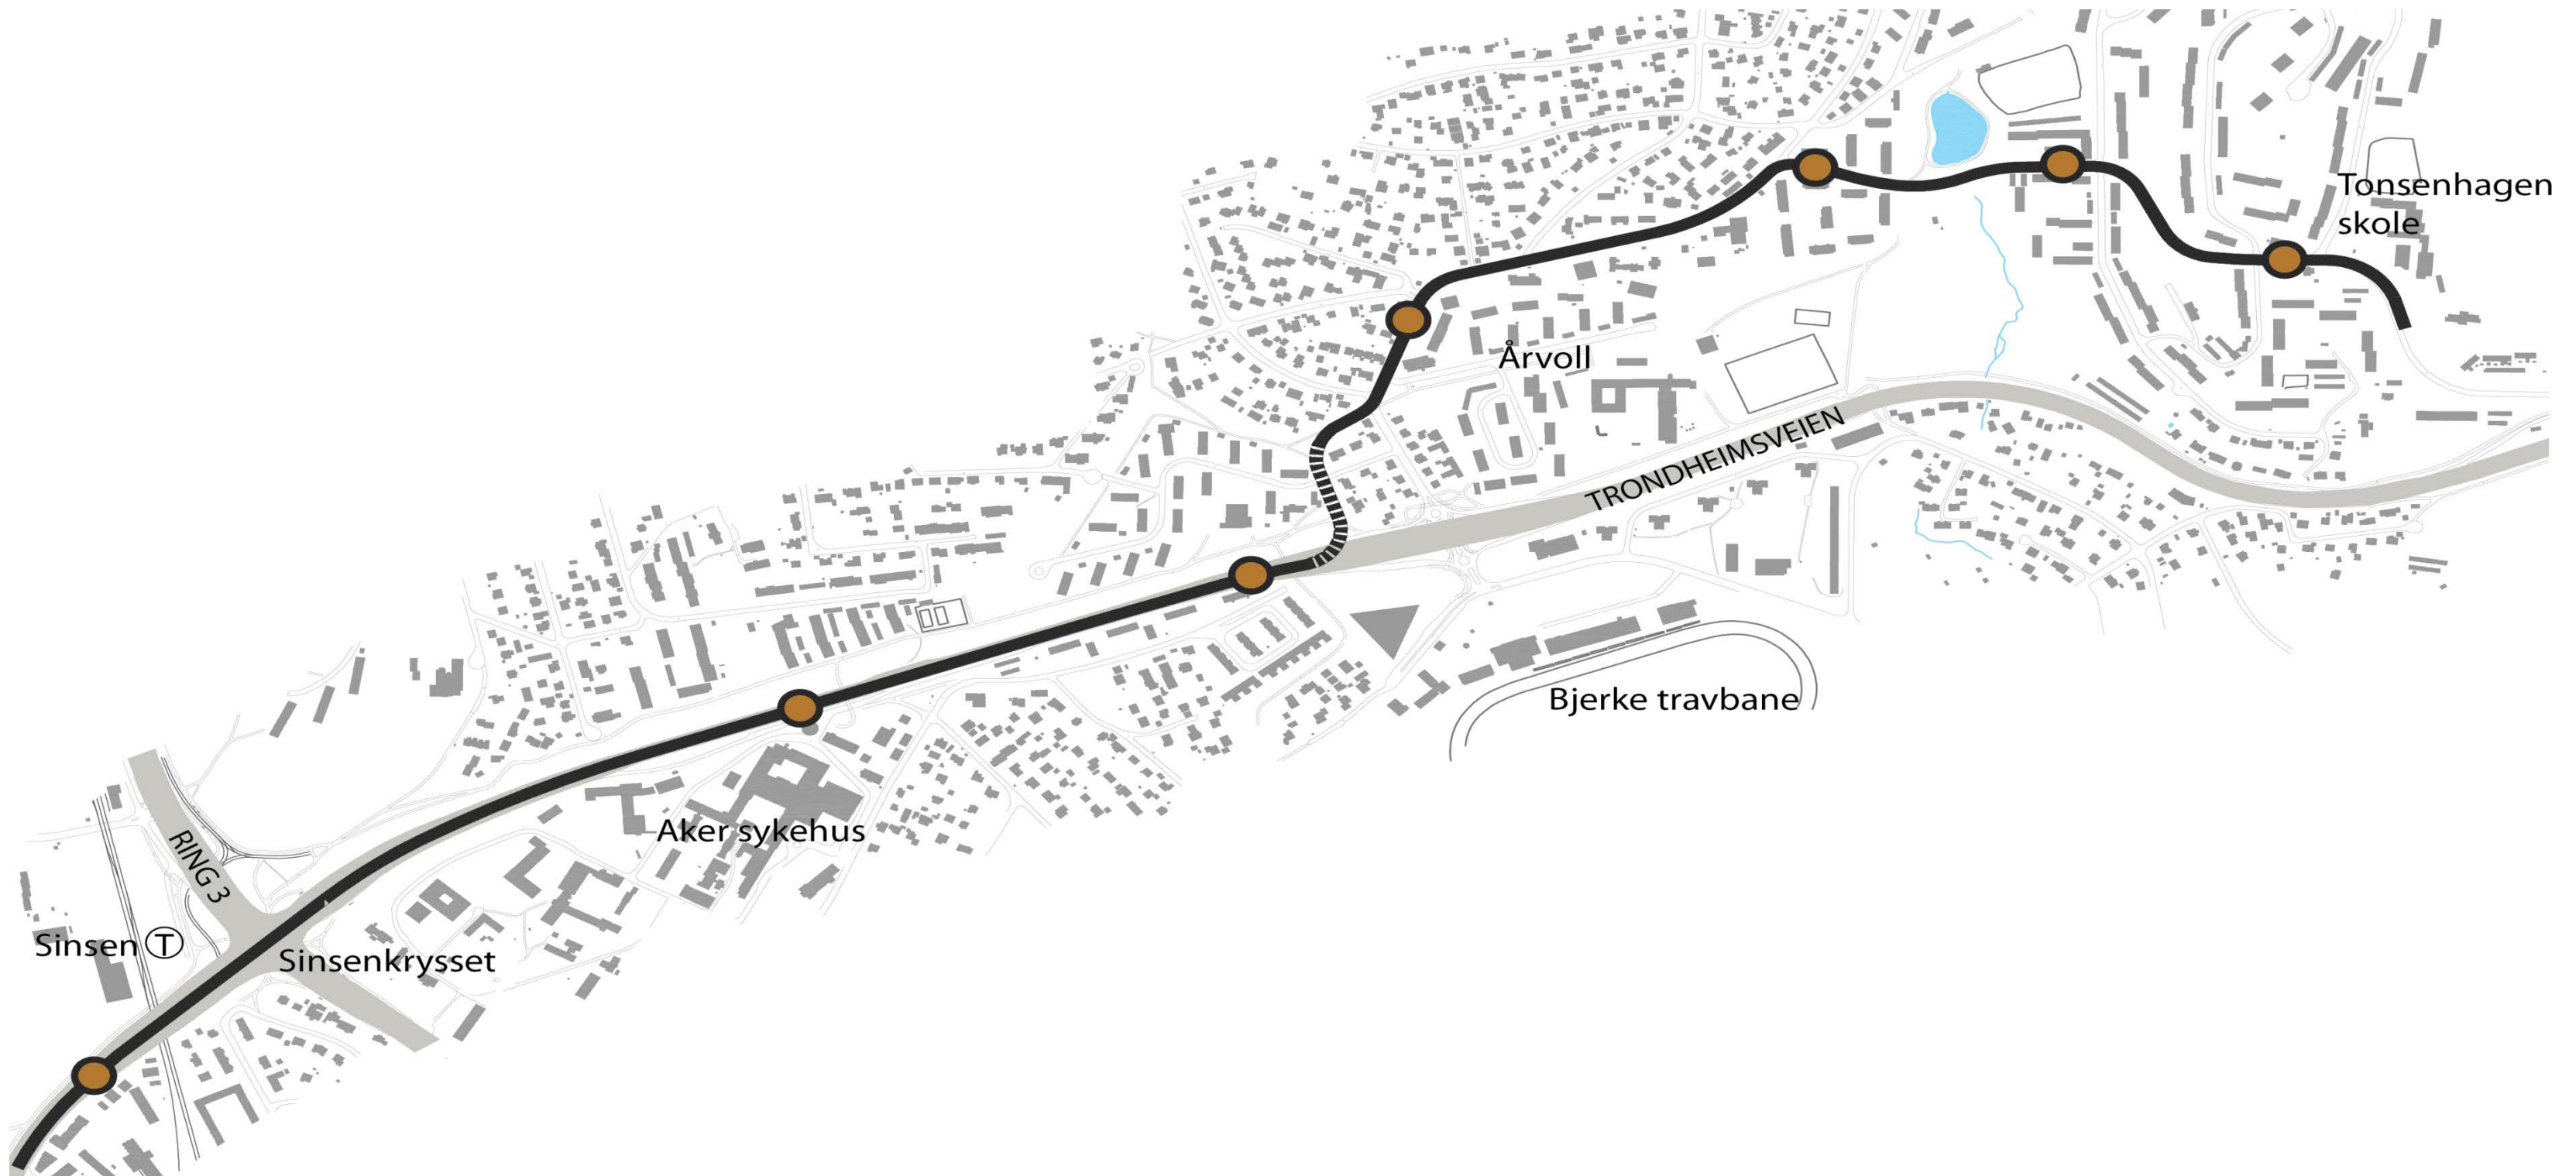 Tonsenhagen
skole
Årvoll
TRONDHEIMSVEIEN
Bjerke travbane
Aker sykehus
RING 3
Sinsen T
Sinsenkrysset